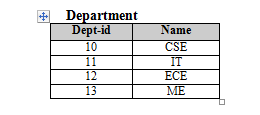 Department
Dept-id Name
10 CSE
11 IT
12 ECE
13 ME